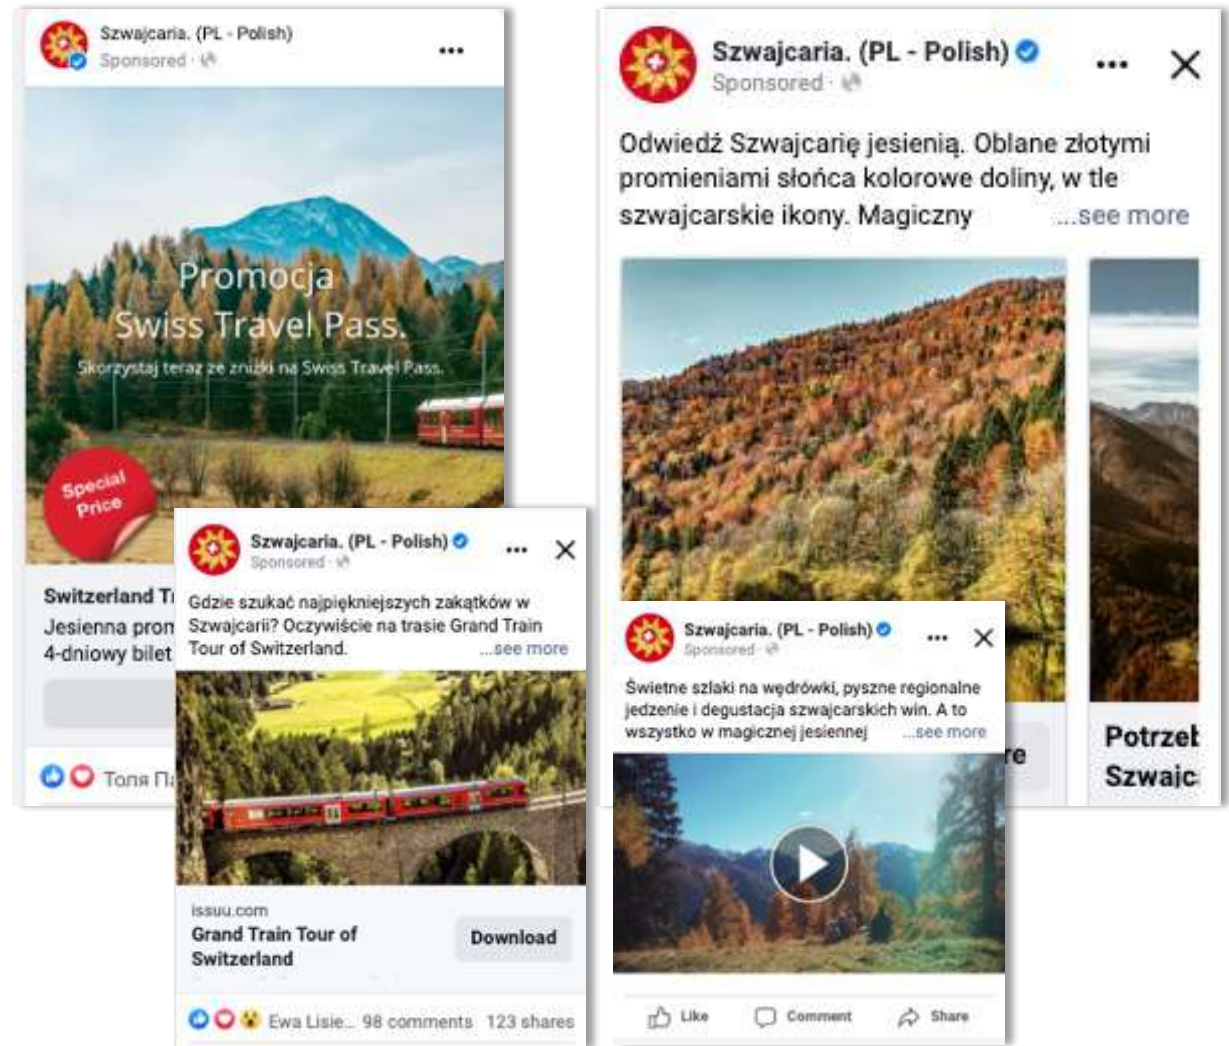 Szwajcaria. (PL - Polish)
Sponsored ·
Promocja
Swiss Travel Pass.
Skorzystaj teraz ze zniżki na Swiss Travel Pass.
Special
Price
Switzerland
Jesienna
4-dniowy bilet
Толя
Szwajcaria. (PL - Polish)
Sponsored ·
Odwiedź Szwajcarię jesienią. Oblane złotymi
promieniami słońca kolorowe doliny, w tle
szwajcarskie ikony. Magiczny ...see more
Szwajcaria. (PL - Polish)
Sponsored ·
Gdzie szukać najpiękniejszych zakątków w
Szwajcarii? Oczywiście na trasie Grand Train
Tour of Switzerland. ...see more
issuu.com
Grand Train Tour of
Switzerland
Download
Ewa Lisie... 98 comments 123 shares
Szwajcaria. (PL - Polish)
Sponsored ·
Świetne szlaki na wędrówki, pyszne regionalne
jedzenie i degustacja szwajcarskich win. A to
wszystko w magicznej jesiennej ...see more
Like Comment Share